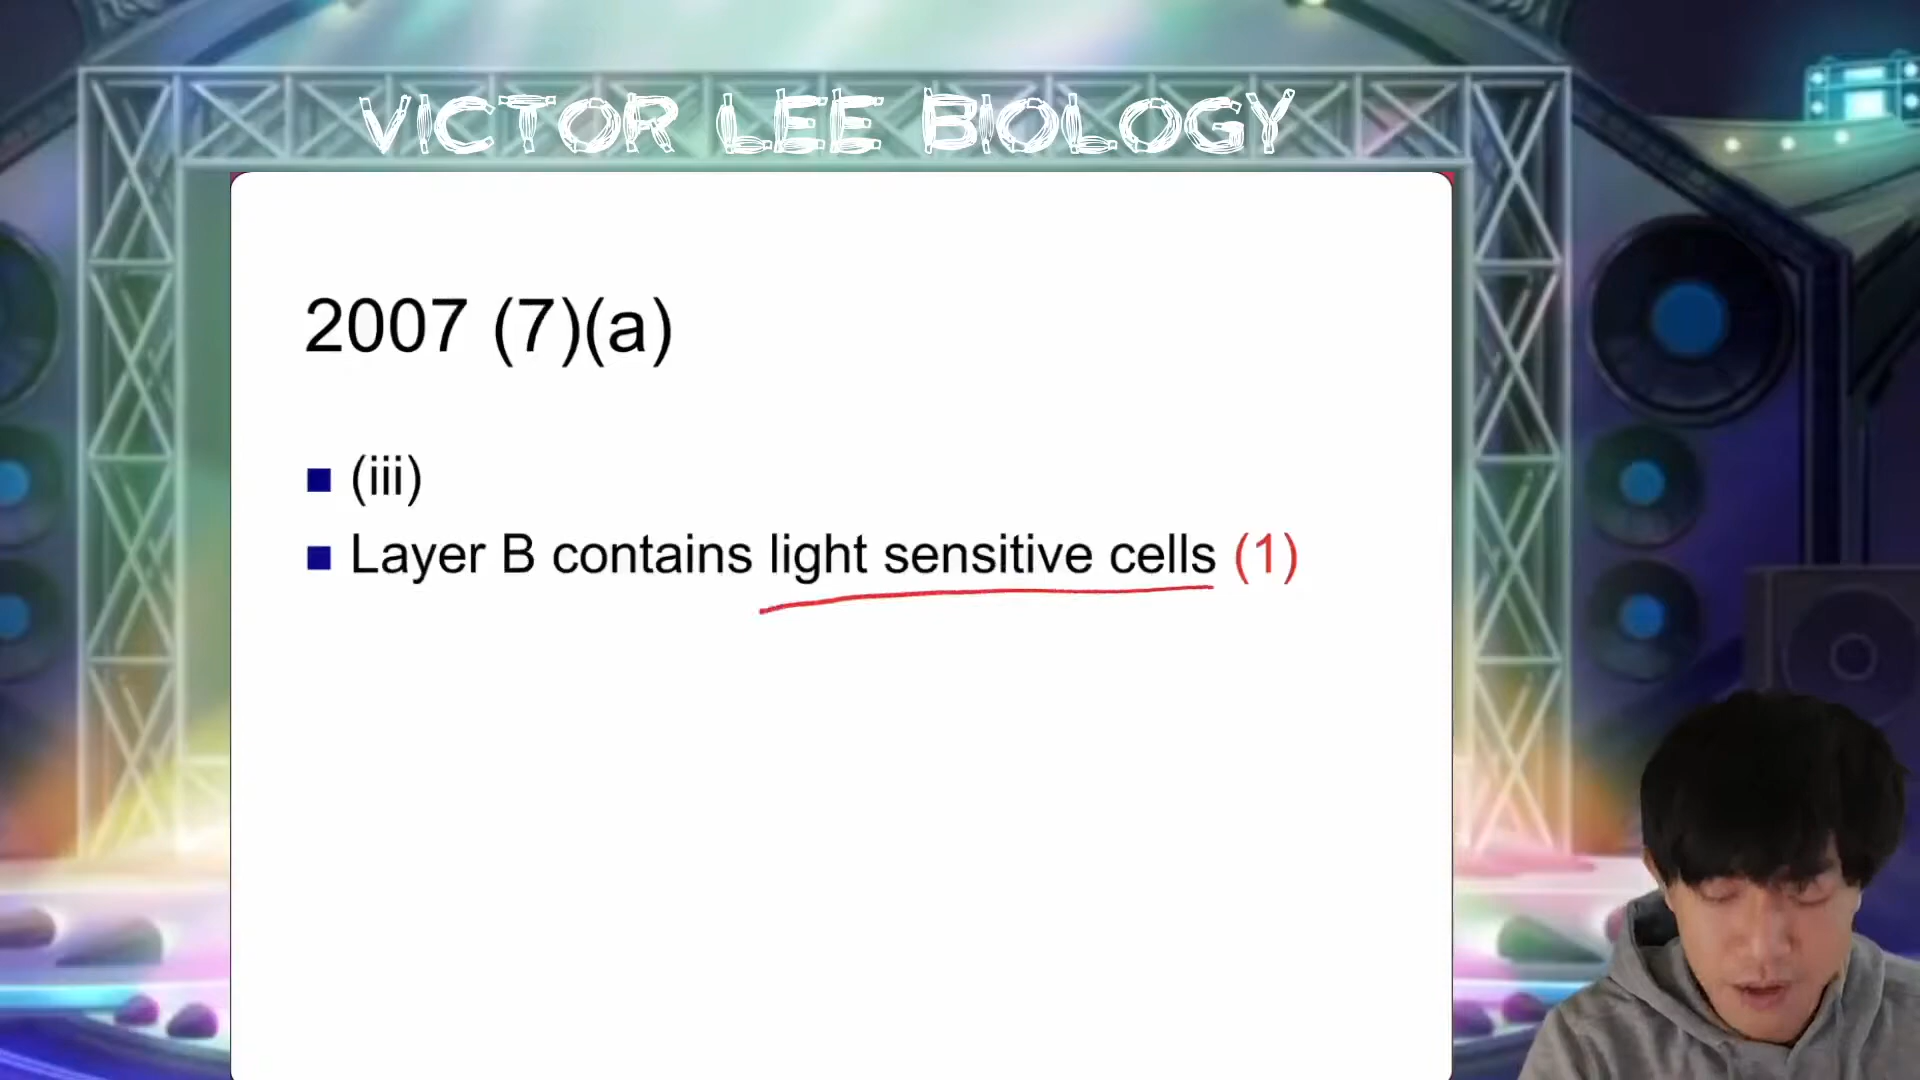 VICTOR LEE BIOLOGY
2007 (7)(a)
(iii)
Layer B contains light sensitive cells (1)